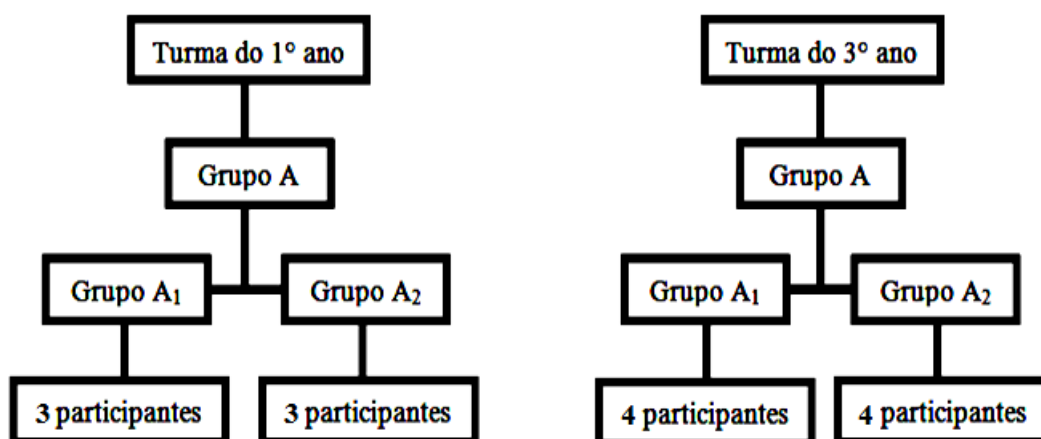 Turma do 1° ano
Grupo A
Grupo A₁
Grupo A₂
3 participantes
3 participantes
Turma do 3° ano
Grupo A
Grupo A₁
Grupo A₂
4 participantes
4 participantes